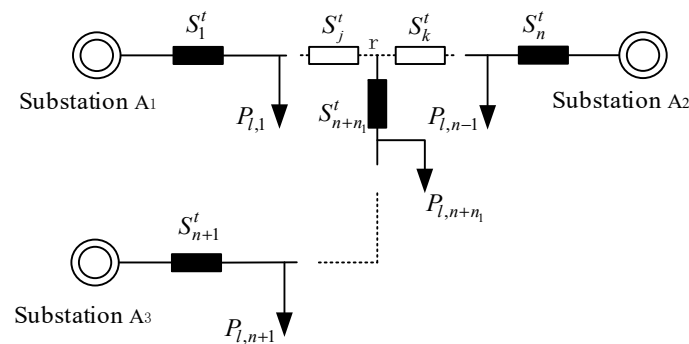 S_1^t
S_j^t
r
S_k^t
S_n^t
Substation A1
P_{l,1}
S_{n+n_1}^t
P_{l,n-1}
Substation A2
P_{l,n+n_1}
S_{n+1}^t
Substation A3
P_{l,n+1}